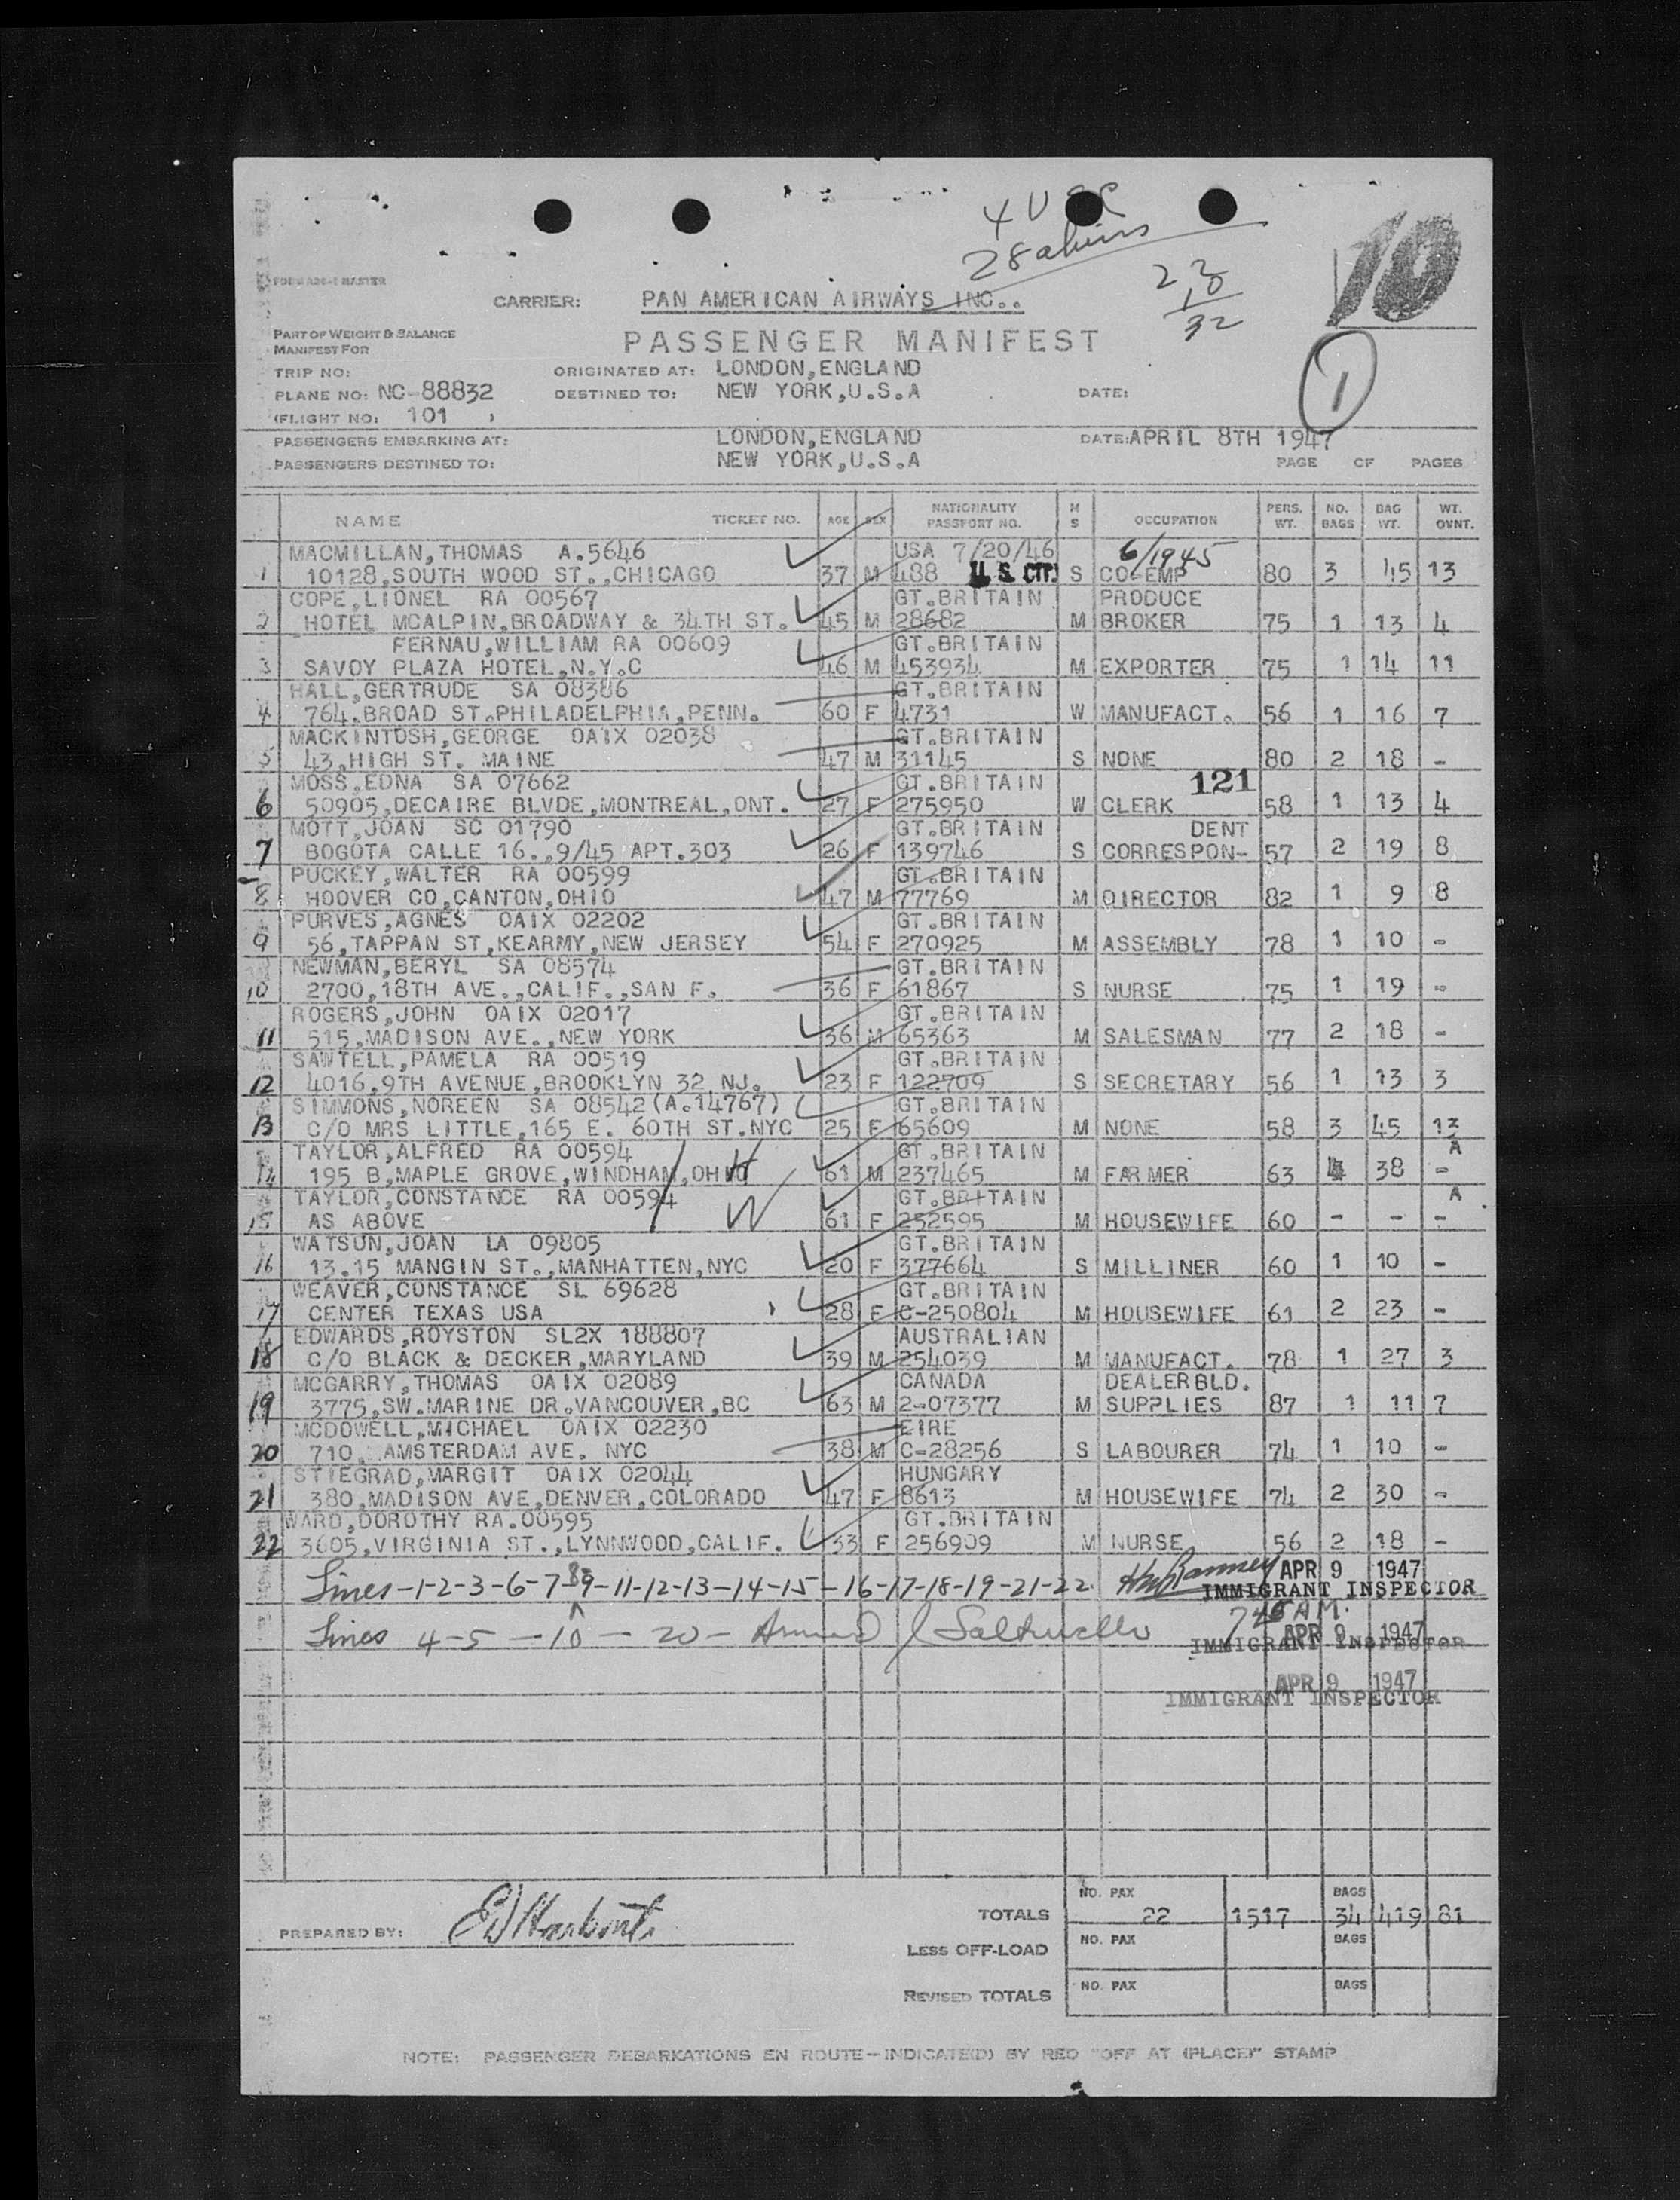 4 U S C
28 aliens
23
32
10
1
FORM ADS-1 MASTER
CARRIER: PAN AMERICAN AIRWAYS INC..
PART OF WEIGHT & BALANCE
MANIFEST FOR
PASSENGER MANIFEST
TRIP NO: ORIGINATED AT: LONDON,ENGLAND
PLANE NO: NC-88832 DESTINED TO: NEW YORK,U.S.A DATE:
(FLIGHT NO: 101 )
PASSENGERS EMBARKING AT: LONDON,ENGLAND DATE:APRIL 8TH 1947
PASSENGERS DESTINED TO: NEW YORK,U.S.A PAGE OF PAGES
NAME TICKET NO. AGE SEX NATIONALITY PASSPORT NO. M S OCCUPATION PERS. WT. NO. BAGS BAG WT. WT. OVNT.
MACMILLAN,THOMAS A.5646 USA 7/20/46 6/1945
1 10128,SOUTH WOOD ST.,CHICAGO 37 M 488 U.S. CIT. S CO-EMP 80 3 45 13
COPE,LIONEL RA 00567 GT.BRITAIN PRODUCE
2 HOTEL MCALPIN,BROADWAY & 34TH ST. 45 M 28682 M BROKER 75 1 13 4
FERNAU,WILLIAM RA 00609 GT.BRITAIN
3 SAVOY PLAZA HOTEL,N.Y.C 46 M 453934 M EXPORTER 75 1 14 11
HALL,GERTRUDE SA 08386 GT.BRITAIN
4 764.BROAD ST.PHILADELPHIA,PENN. 60 F 4731 W MANUFACT. 56 1 16 7
MACKINTOSH,GEORGE OAIX 02038 GT.BRITAIN
5 43,HIGH ST. MAINE 47 M 31145 S NONE 80 2 18 -
MOSS,EDNA SA 07662 GT.BRITAIN 121
6 50905,DECAIRE BLVDE,MONTREAL,ONT. 27 F 275950 W CLERK 58 1 13 4
MOTT,JOAN SC 01790 GT.BRITAIN DENT
7 BOGOTA CALLE 16.,9/45 APT.303 26 F 139746 S CORRESPON- 57 2 19 8
PUCKEY,WALTER RA 00599 GT.BRITAIN
8 HOOVER CO,CANTON,OHIO 47 M 77769 M DIRECTOR 82 1 9 8
PURVES,AGNES OAIX 02202 GT.BRITAIN
9 56,TAPPAN ST,KEARMY,NEW JERSEY 54 F 270925 M ASSEMBLY 78 1 10 -
NEWMAN,BERYL SA 08574 GT.BRITAIN
10 2700,18TH AVE.,CALIF.,SAN F. 36 F 61867 S NURSE 75 1 19 -
ROGERS,JOHN OAIX 02017 GT.BRITAIN
11 515,MADISON AVE.,NEW YORK 36 M 65363 M SALESMAN 77 2 18 -
SAWTELL,PAMELA RA 00519 GT.BRITAIN
12 4016,9TH AVENUE,BROOKLYN 32 NJ. 23 F 122709 S SECRETARY 56 1 13 3
SIMMONS,NOREEN SA 08542(A.14767) GT.BRITAIN
13 C/O MRS LITTLE,165 E. 60TH ST.NYC 25 F 65609 M NONE 58 3 45 13
TAYLOR,ALFRED RA 00594 H GT.BRITAIN A
14 195 B,MAPLE GROVE,WINDHAM,OHIO 61 M 237465 M FARMER 63 4 38 -
TAYLOR,CONSTANCE RA 00594 W GT.BRITAIN A
15 AS ABOVE 61 F 252595 M HOUSEWIFE 60 - - -
WATSUN,JOAN LA 09805 GT.BRITAIN
16 13.15 MANGIN ST.,MANHATTEN,NYC 20 F 377664 S MILLINER 60 1 10 -
WEAVER,CONSTANCE SL 69628 GT.BRITAIN
17 CENTER TEXAS USA 28 F C-250804 M HOUSEWIFE 61 2 23 -
EDWARDS,ROYSTON SL2X 188807 AUSTRALIAN
18 C/O BLACK & DECKER,MARYLAND 39 M 254039 M MANUFACT. 78 1 27 3
MCGARRY,THOMAS OAIX 02089 CANADA DEALER BLD.
19 3775,SW.MARINE DR.VANCOUVER,BC 63 M 2-07377 M SUPPLIES 87 1 11 7
MCDOWELL,MICHAEL OAIX 02230 EIRE
20 710. AMSTERDAM AVE. NYC 38 M C-28256 S LABOURER 74 1 10 -
STIEGRAD,MARGIT OAIX 02044 HUNGARY
21 380,MADISON AVE,DENVER,COLORADO 47 F 8613 M HOUSEWIFE 74 2 30 -
WARD,DOROTHY RA.00595 GT.BRITAIN
22 3605,VIRGINIA ST.,LYNNWOOD,CALIF. 33 F 256909 M NURSE 56 2 18 -
Lines-1-2-3-6-7-8-9-11-12-13-14-15-16-17-18-19-21-22 APR 9 1947
IMMIGRANT INSPECTOR
745 AM.
Lines 4-5-10-20- APR 9 1947
IMMIGRANT INSPECTOR
APR 9 1947
IMMIGRANT INSPECTOR
NO. PAX BAGS
TOTALS 22 1517 34 419 81
PREPARED BY:
NO. PAX BAGS
LESS OFF-LOAD
NO. PAX BAGS
REVISED TOTALS
NOTE: PASSENGER DEBARKATIONS EN ROUTE-INDICATE(D) BY RED "OFF AT (PLACE)" STAMP